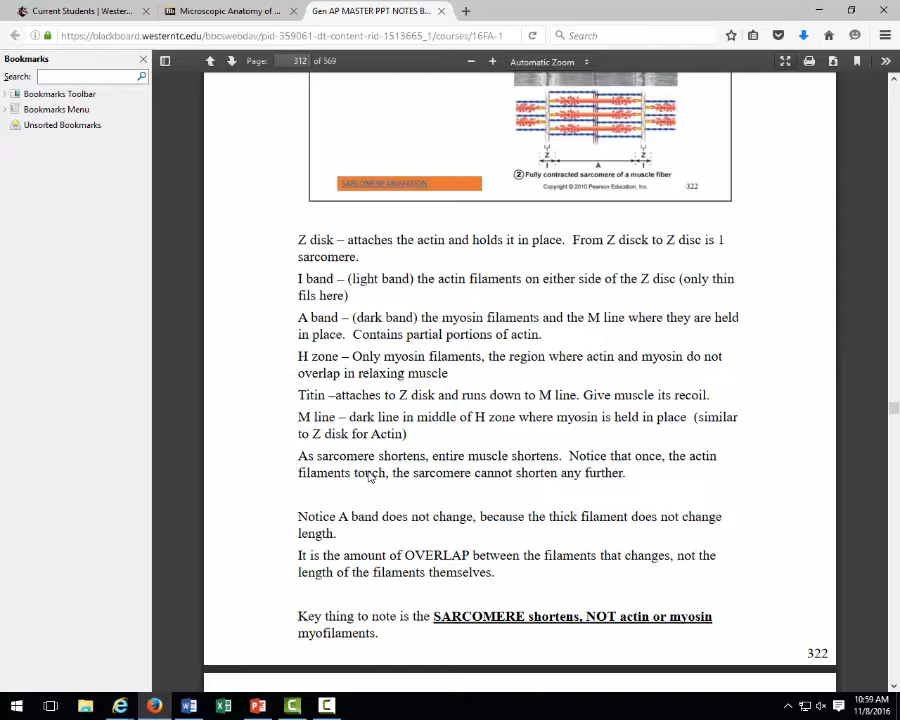 Current Students | Wester...
Microscopic Anatomy of ...
Gen AP MASTER PPT NOTES B...
https://blackboard.westerntc.edu/bbcswebdav/pid-359061-dt-content-rid-1513665_1/courses/16FA-1
Search
Bookmarks
Page: 312 of 569
Automatic Zoom
Search:
Bookmarks Toolbar
Bookmarks Menu
Unsorted Bookmarks
Z Z
I A I
② Fully contracted sarcomere of a muscle fiber
Copyright © 2010 Pearson Education, Inc.
322
SARCOMERE ANIMATION
Z disk – attaches the actin and holds it in place. From Z disck to Z disc is 1
sarcomere.
I band – (light band) the actin filaments on either side of the Z disc (only thin
fils here)
A band – (dark band) the myosin filaments and the M line where they are held
in place. Contains partial portions of actin.
H zone – Only myosin filaments, the region where actin and myosin do not
overlap in relaxing muscle
Titin –attaches to Z disk and runs down to M line. Give muscle its recoil.
M line – dark line in middle of H zone where myosin is held in place (similar
to Z disk for Actin)
As sarcomere shortens, entire muscle shortens. Notice that once, the actin
filaments touch, the sarcomere cannot shorten any further.
Notice A band does not change, because the thick filament does not change
length.
It is the amount of OVERLAP between the filaments that changes, not the
length of the filaments themselves.
Key thing to note is the SARCOMERE shortens, NOT actin or myosin
myofilaments.
322
10:59 AM
11/8/2016